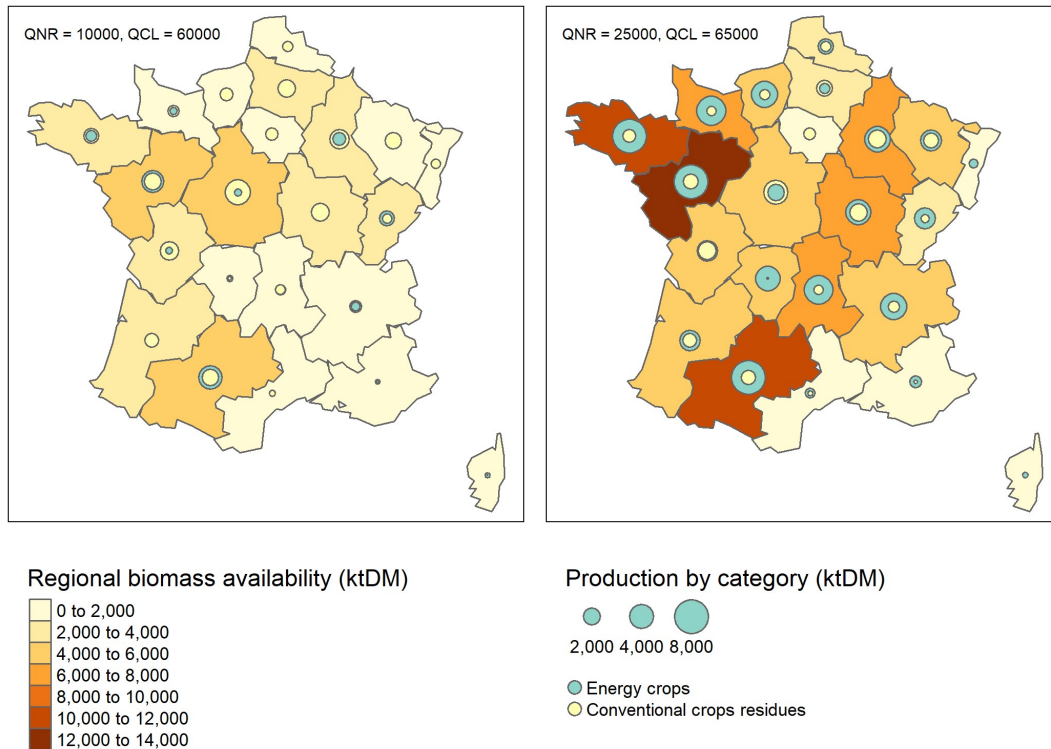 QNR = 10000, QCL = 60000
QNR = 25000, QCL = 65000
Regional biomass availability (ktDM)
0 to 2,000
2,000 to 4,000
4,000 to 6,000
6,000 to 8,000
8,000 to 10,000
10,000 to 12,000
12,000 to 14,000
Production by category (ktDM)
2,000 4,000 8,000
Energy crops
Conventional crops residues